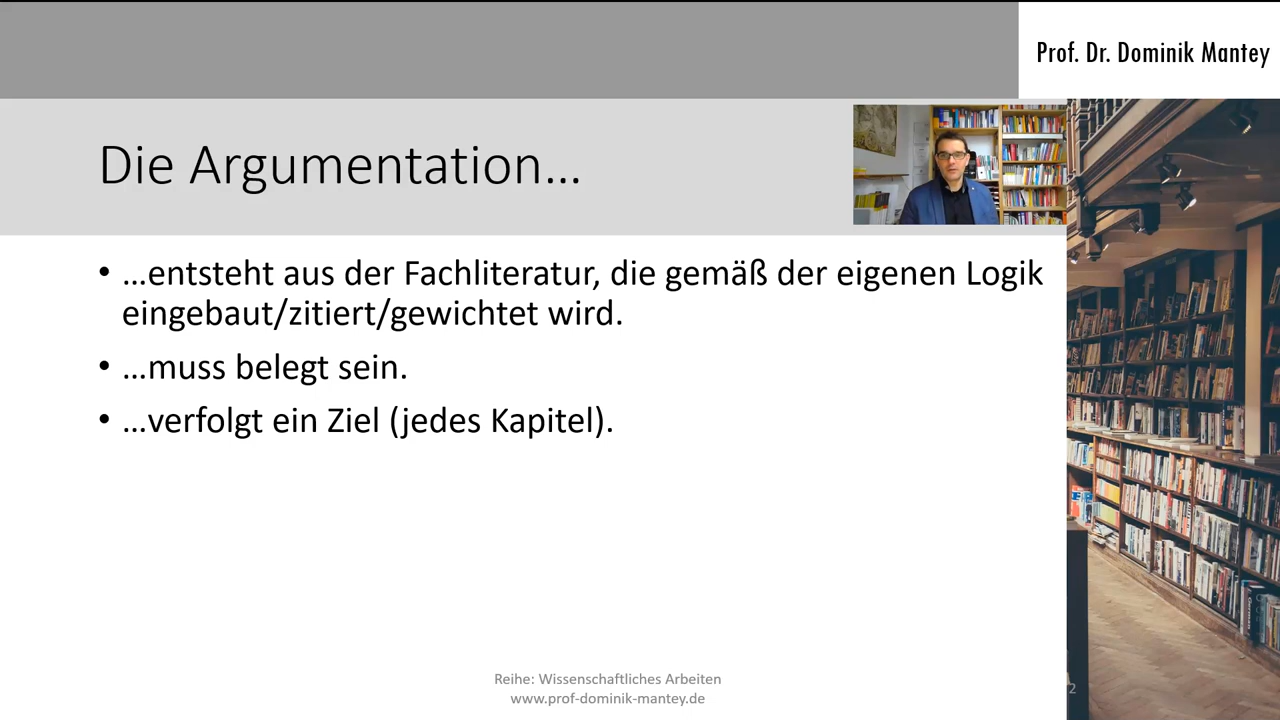 Prof. Dr. Dominik Mantey
Die Argumentation...
• ...entsteht aus der Fachliteratur, die gemäß der eigenen Logik
eingebaut/zitiert/gewichtet wird.
• ...muss belegt sein.
• ...verfolgt ein Ziel (jedes Kapitel).
Reihe: Wissenschaftliches Arbeiten
www.prof-dominik-mantey.de
2